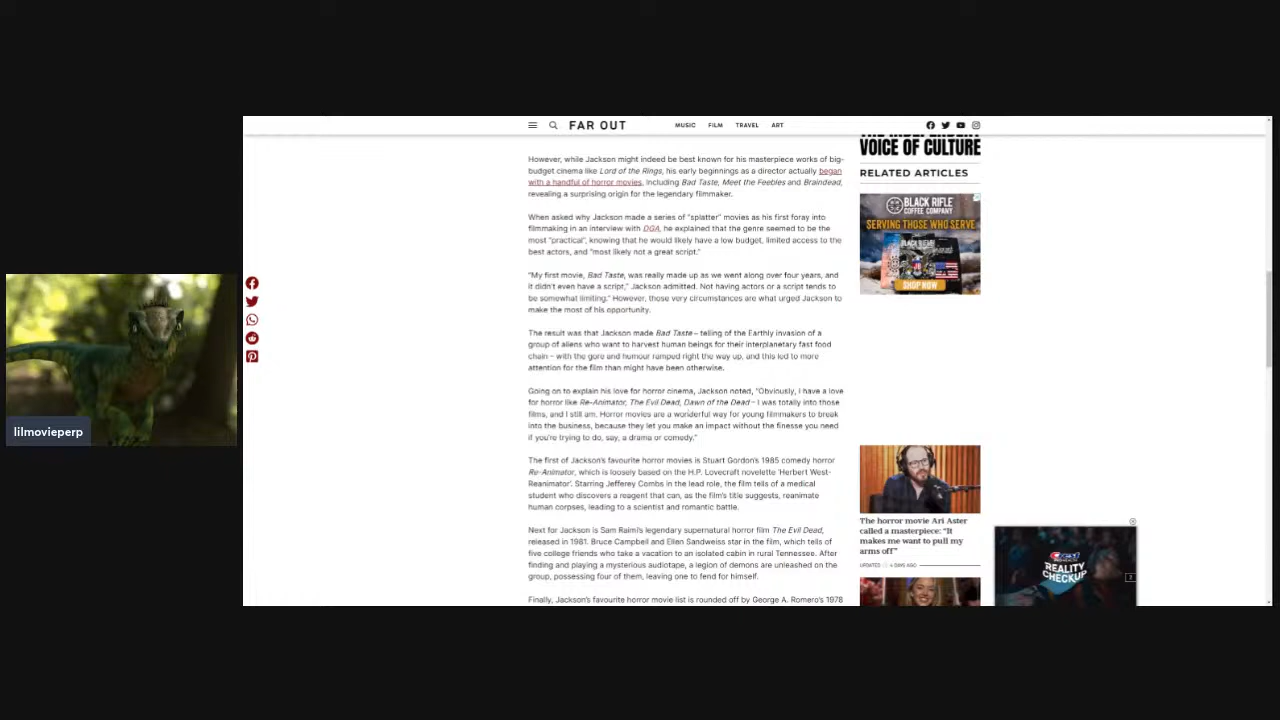 FAR OUT
MUSIC FILM TRAVEL ART
However, while Jackson might indeed be best known for his masterpiece works of big-
budget cinema like Lord of the Rings, his early beginnings as a director actually began
with a handful of horror movies, including Bad Taste, Meet the Feebles and Braindead,
revealing a surprising origin for the legendary filmmaker.
When asked why Jackson made a series of "splatter" movies as his first foray into
filmmaking in an interview with DGA, he explained that the genre seemed to be the
most "practical", knowing that he would likely have a low budget, limited access to the
best actors, and "most likely not a great script."
"My first movie, Bad Taste, was really made up as we went along over four years, and
it didn't even have a script," Jackson admitted. Not having actors or a script tends to
be somewhat limiting." However, those very circumstances are what urged Jackson to
make the most of his opportunity.
The result was that Jackson made Bad Taste – telling of the Earthly invasion of a
group of aliens who want to harvest human beings for their interplanetary fast food
chain – with the gore and humour ramped right the way up, and this led to more
attention for the film than might have been otherwise.
Going on to explain his love for horror cinema, Jackson noted, "Obviously, I have a love
for horror like Re-Animator, The Evil Dead, Dawn of the Dead – I was totally into those
films, and I still am. Horror movies are a wonderful way for young filmmakers to break
into the business, because they let you make an impact without the finesse you need
if you're trying to do, say, a drama or comedy."
The first of Jackson's favourite horror movies is Stuart Gordon's 1985 comedy horror
Re-Animator, which is loosely based on the H.P. Lovecraft novelette 'Herbert West-
Reanimator'. Starring Jefferey Combs in the lead role, the film tells of a medical
student who discovers a reagent that can, as the film's title suggests, reanimate
human corpses, leading to a scientist and romantic battle.
Next for Jackson is Sam Raimi's legendary supernatural horror film The Evil Dead,
released in 1981. Bruce Campbell and Ellen Sandweiss star in the film, which tells of
five college friends who take a vacation to an isolated cabin in rural Tennessee. After
finding and playing a mysterious audiotape, a legion of demons are unleashed on the
group, possessing four of them, leaving one to fend for himself.
Finally, Jackson's favourite horror movie list is rounded off by George A. Romero's 1978
THE INDEPENDENT
VOICE OF CULTURE
RELATED ARTICLES
BLACK RIFLE
COFFEE COMPANY
SERVING THOSE WHO SERVE
SHOP NOW
The horror movie Ari Aster
called a masterpiece: "It
makes me want to pull my
arms off"
UPDATED 4 DAYS AGO
REALITY
CHECKUP
lilmovieperp